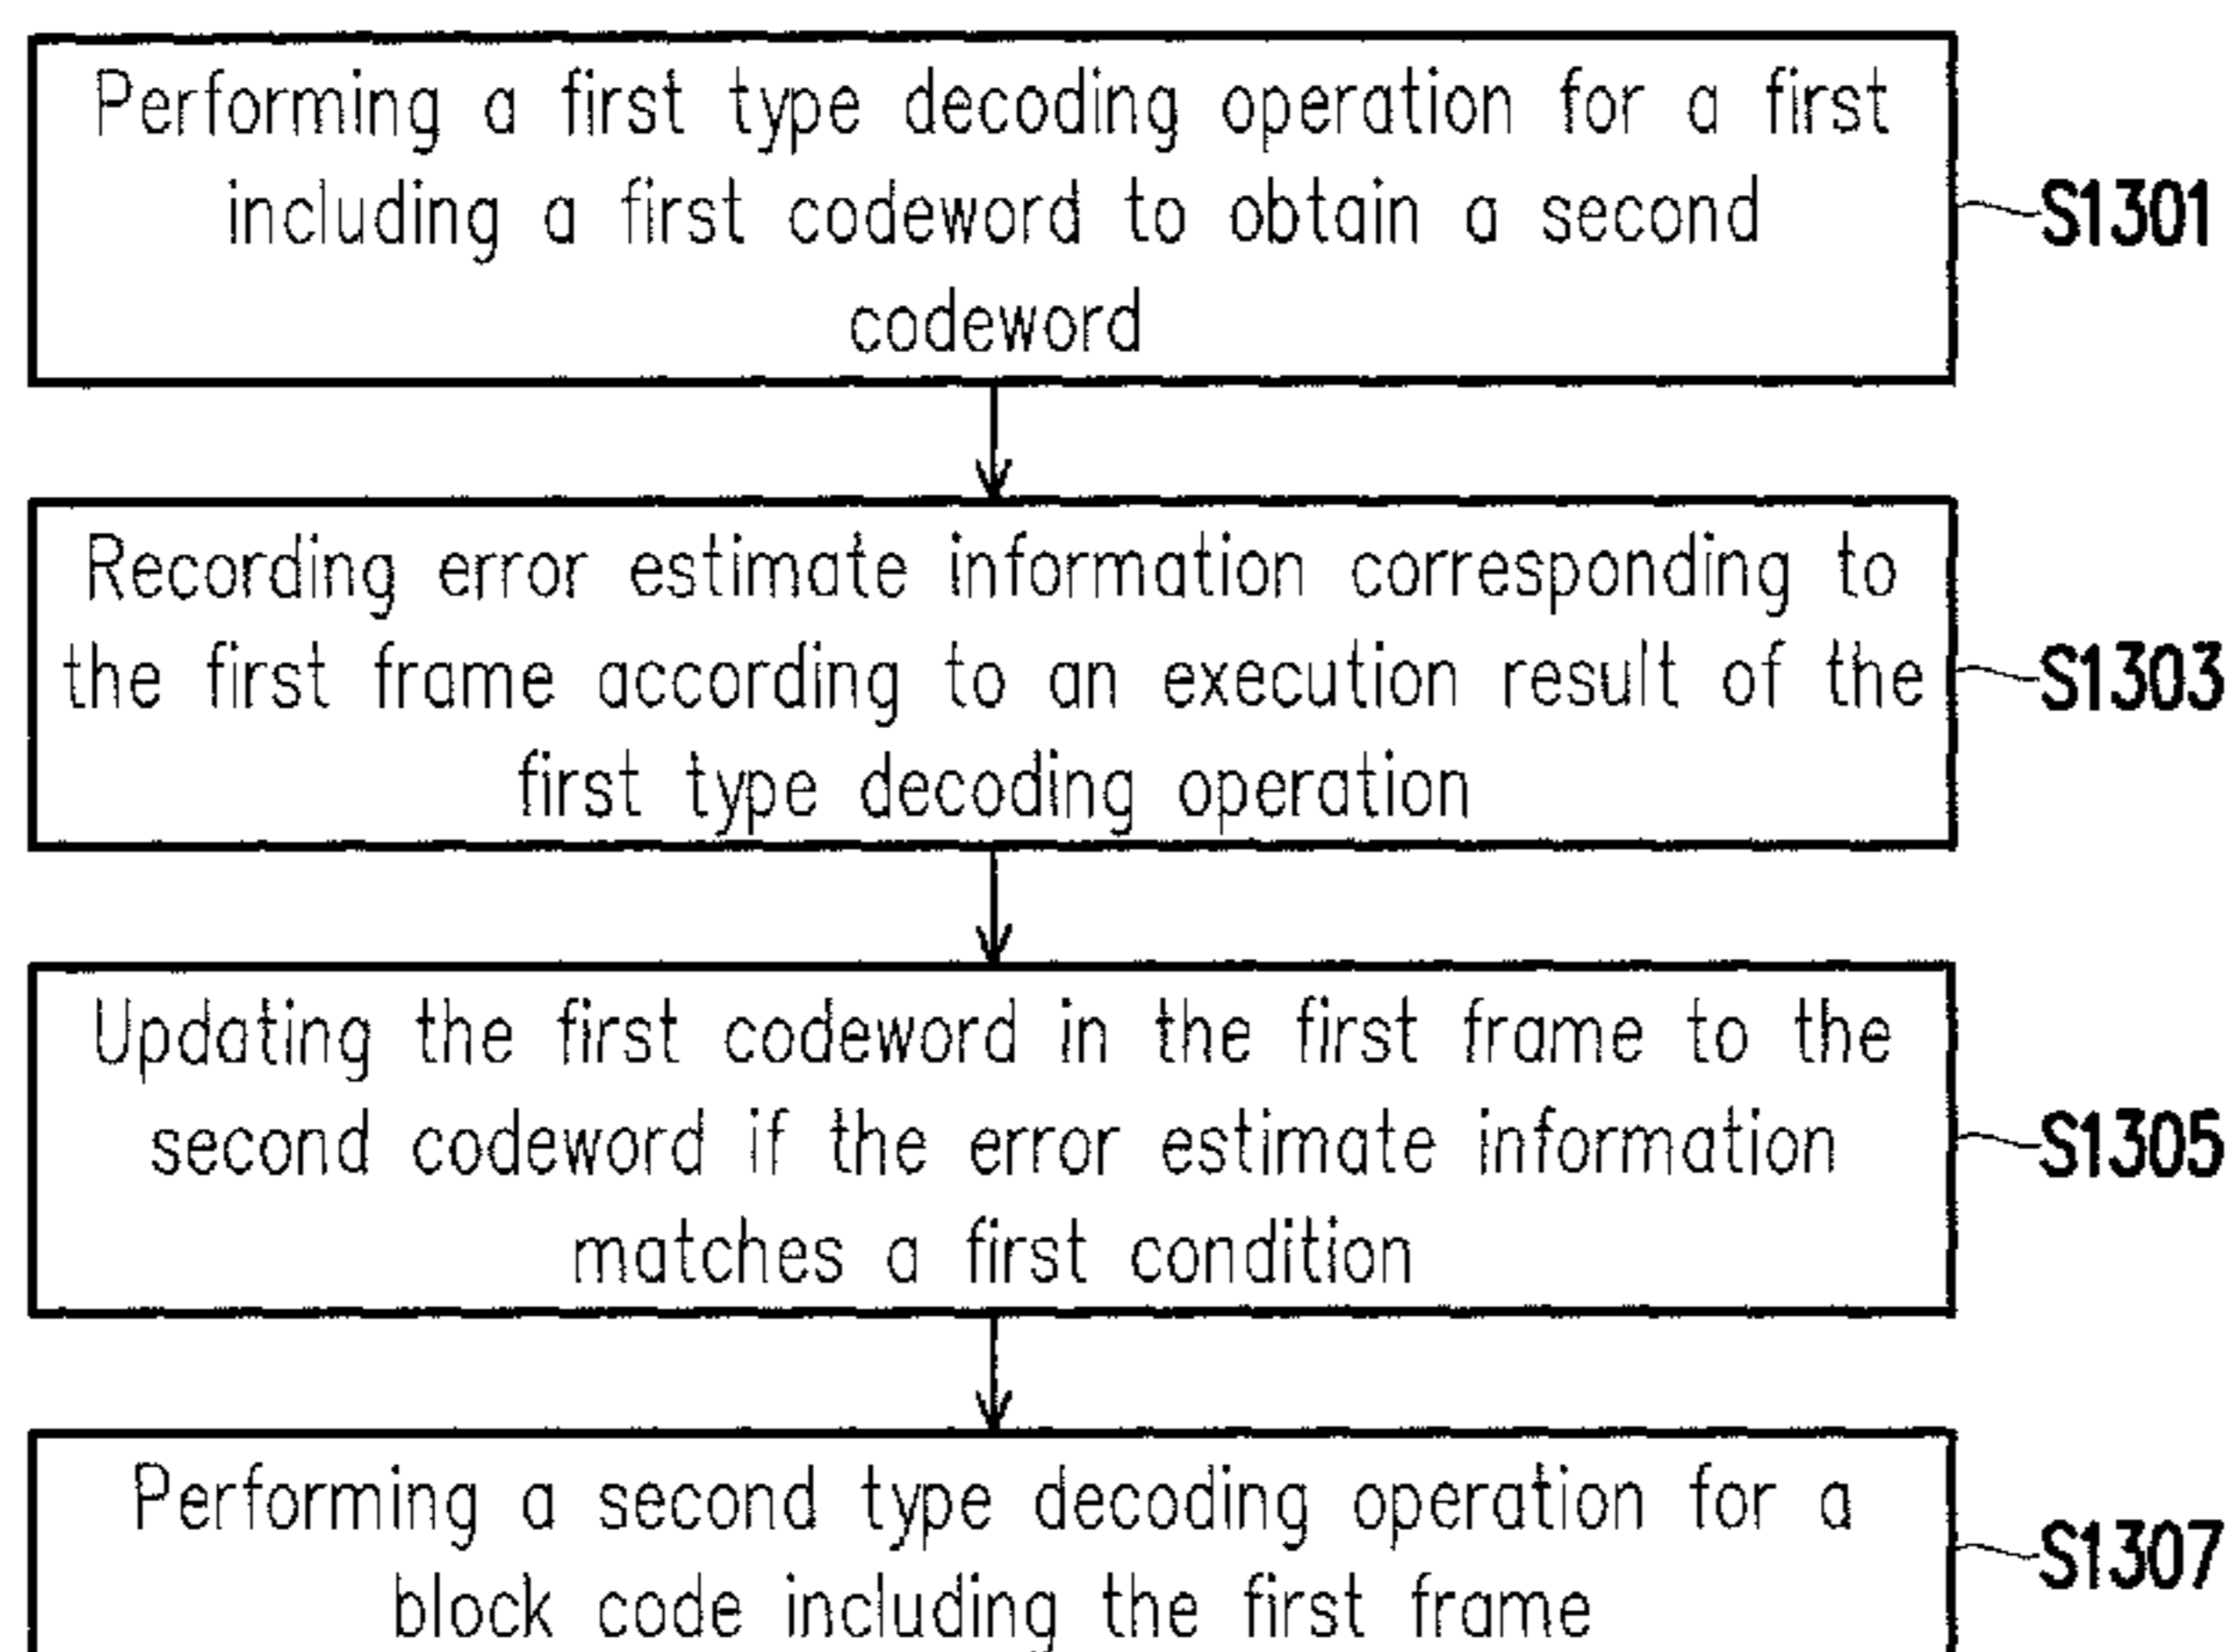 Performing a first type decoding operation for a first
including a first codeword to obtain a second
codeword
S1301
Recording error estimate information corresponding to
the first frame according to an execution result of the
first type decoding operation
S1303
Updating the first codeword in the first frame to the
second codeword if the error estimate information
matches a first condition
S1305
Performing a second type decoding operation for a
block code including the first frame
S1307